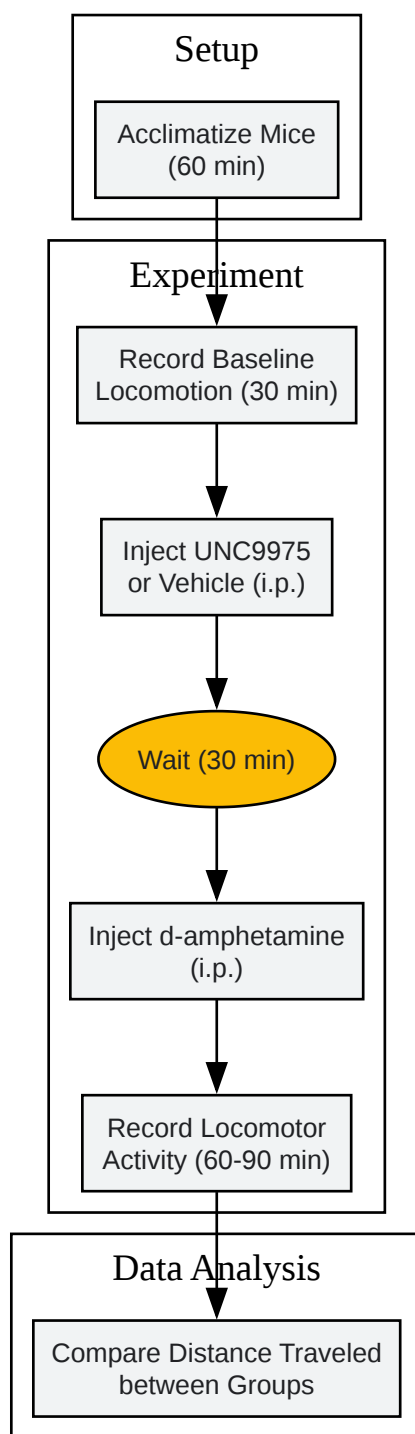 Setup
Acclimatize Mice
(60 min)
Experiment
Record Baseline
Locomotion (30 min)
Inject UNC9975
or Vehicle (i.p.)
Wait (30 min)
Inject d-amphetamine
(i.p.)
Record Locomotor
Activity (60-90 min)
Data Analysis
Compare Distance Traveled
between Groups